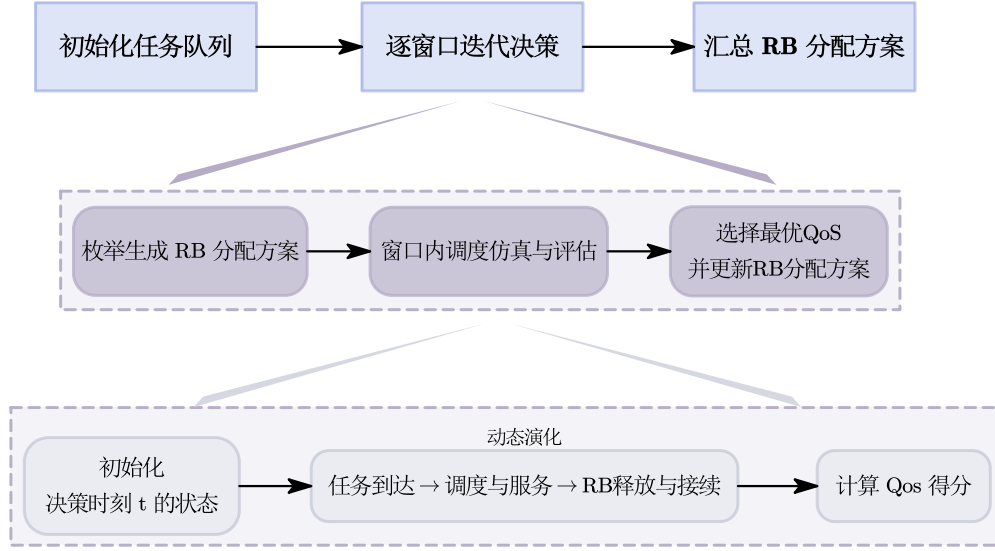 初始化任务队列
逐窗口迭代决策
汇总 RB 分配方案
枚举生成 RB 分配方案
窗口内调度仿真与评估
选择最优QoS
并更新RB分配方案
动态演化
初始化
决策时刻 t 的状态
任务到达→调度与服务→RB释放与接续
计算 Qos 得分